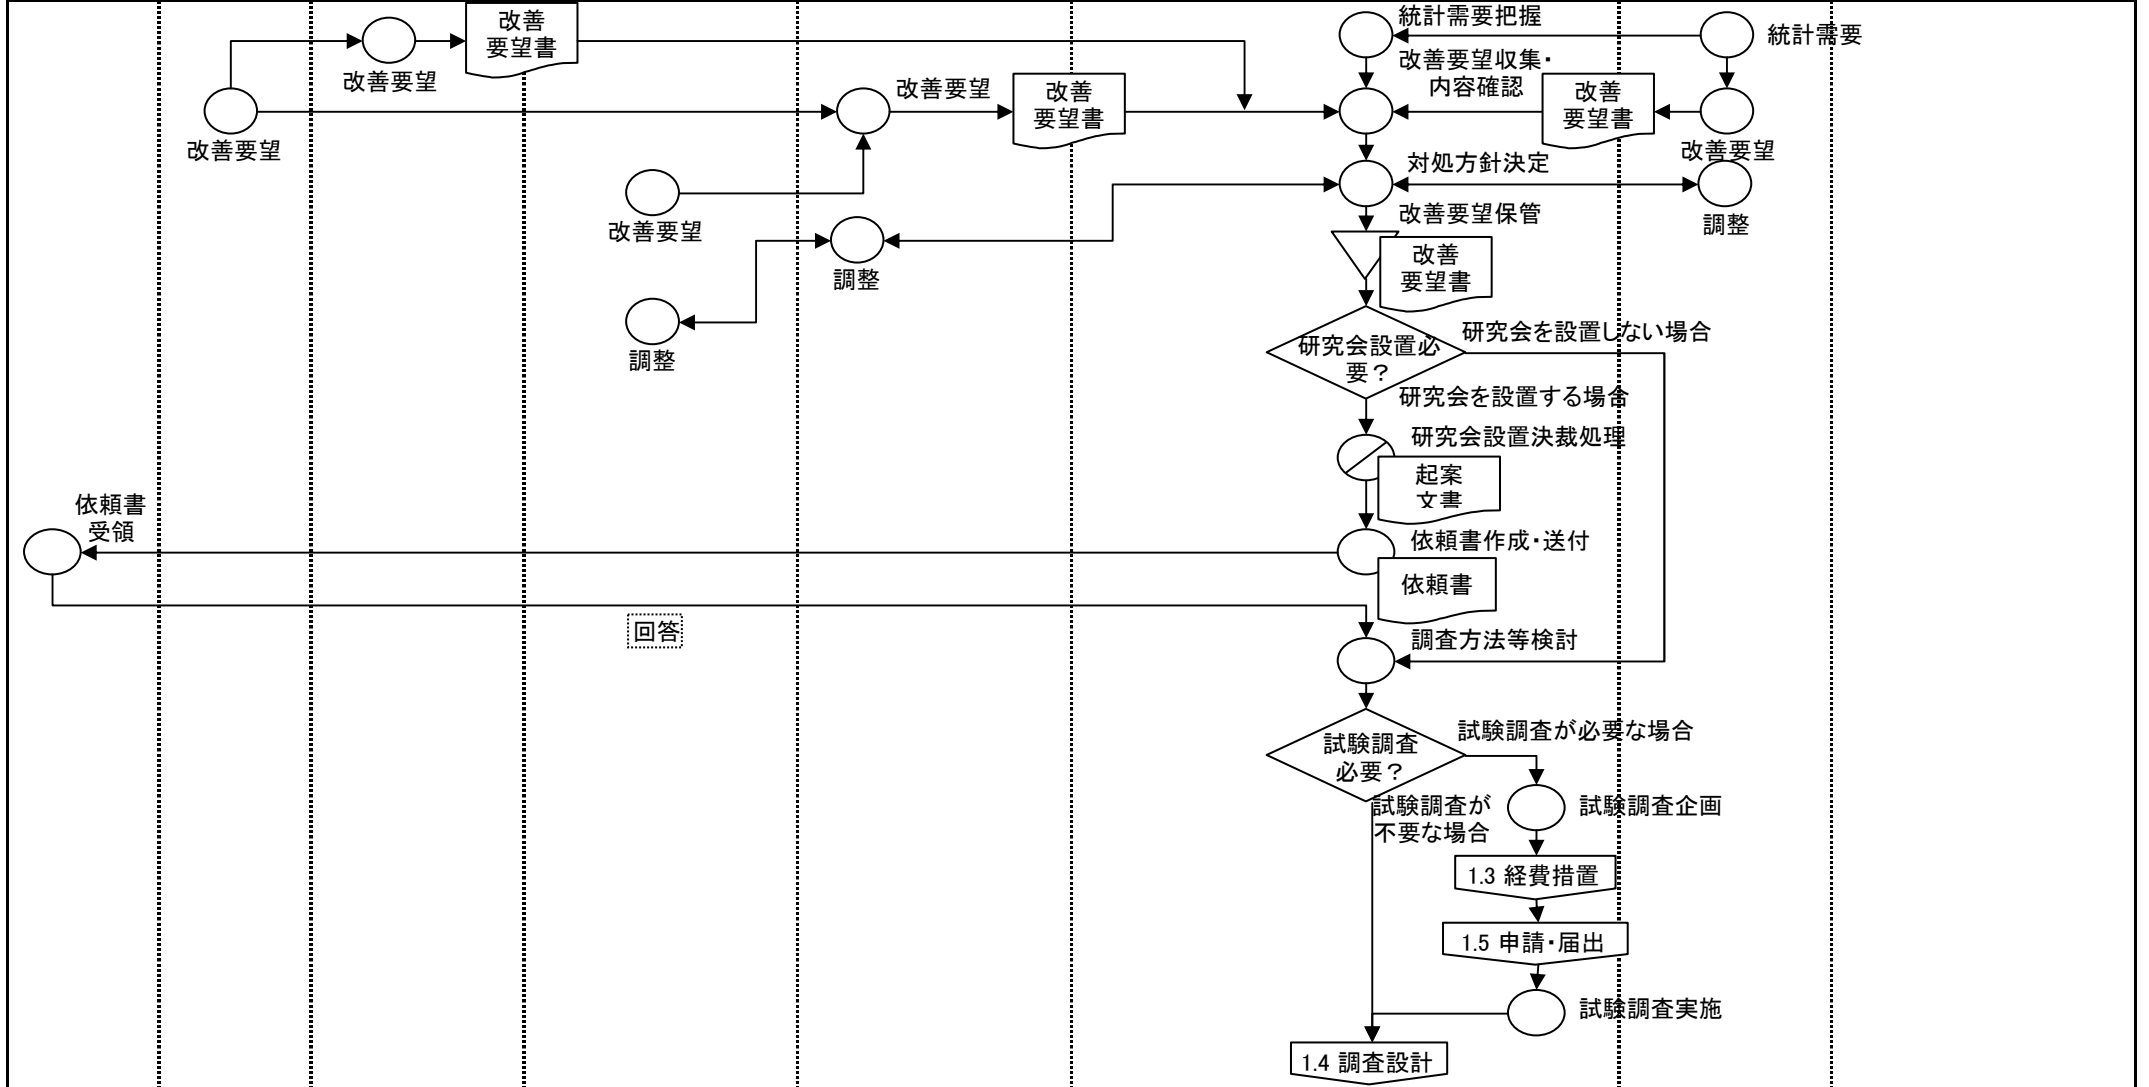 改善
要望書
統計需要把握
統計需要
改善要望
改善要望収集・
内容確認
改善要望
改善
要望書
改善
要望書
改善要望
改善要望
対処方針決定
改善要望
調整
改善要望保管
改善
要望書
調整
調整
研究会を設置しない場合
研究会設置必
要？
研究会を設置する場合
研究会設置決裁処理
起案
文書
依頼書
受領
依頼書作成・送付
依頼書
回答
調査方法等検討
試験調査が必要な場合
試験調査
必要？
試験調査が
不要な場合
試験調査企画
1.3 経費措置
1.5 申請・届出
試験調査実施
1.4 調査設計